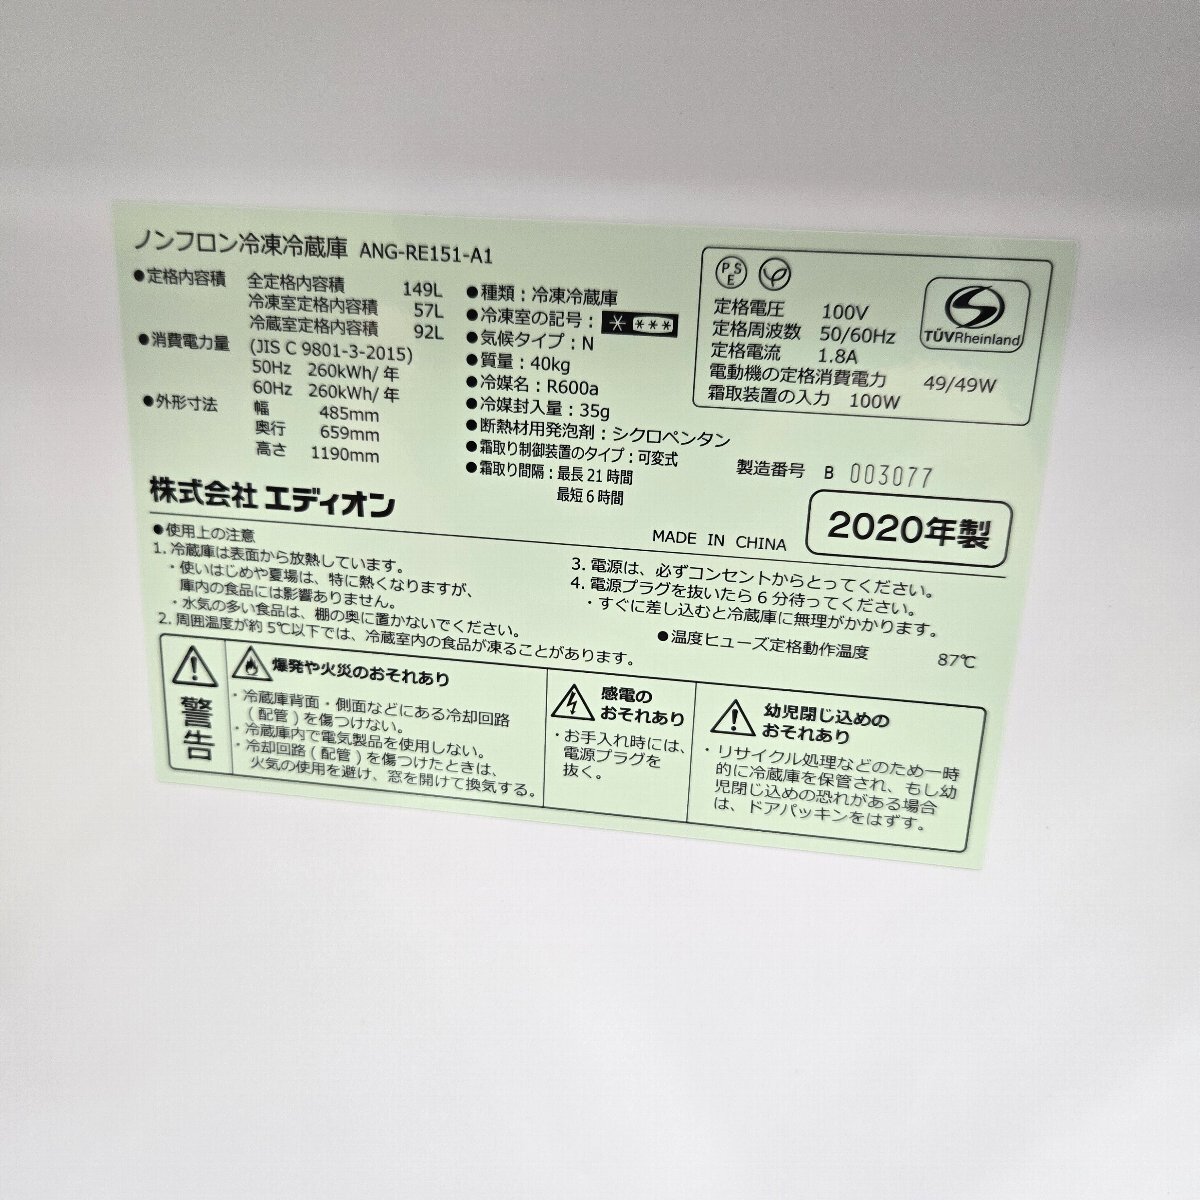 ノンフロン冷凍冷蔵庫 ANG-RE151-A1
●定格内容積 全定格内容積 149L
冷凍室定格内容積 57L
冷蔵室定格内容積 92L
●消費電力量 (JIS C 9801-3-2015)
50Hz 260kWh/年
60Hz 260kWh/年
●外形寸法 幅 485mm
奥行 659mm
高さ 1190mm
●種類：冷凍冷蔵庫
●冷凍室の記号：* ***
●気候タイプ：N
●質量：40kg
●冷媒名：R600a
●冷媒封入量：35g
●断熱材用発泡剤：シクロペンタン
●霜取り制御装置のタイプ：可変式
●霜取り間隔：最長 21 時間
最短 6 時間
PSE
定格電圧 100V
定格周波数 50/60Hz
定格電流 1.8A
電動機の定格消費電力 49/49W
霜取装置の入力 100W
TÜVRheinland
製造番号 B 003077
株式会社 エディオン
MADE IN CHINA
2020年製
●使用上の注意
1. 冷蔵庫は表面から放熱しています。
・使いはじめや夏場は、特に熱くなりますが、
庫内の食品には影響ありません。
・水気の多い食品は、棚の奥に置かないでください。
2. 周囲温度が約 5℃以下では、冷蔵室内の食品が凍ることがあります。
3. 電源は、必ずコンセントからとってください。
4. 電源プラグを抜いたら 6 分待ってください。
・すぐに差し込むと冷蔵庫に無理がかかります。
●温度ヒューズ定格動作温度 87℃
警告
爆発や火災のおそれあり
・冷蔵庫背面・側面などにある冷却回路
(配管) を傷つけない。
・冷蔵庫内で電気製品を使用しない。
・冷却回路 (配管) を傷つけたときは、
火気の使用を避け、窓を開けて換気する。
感電の
おそれあり
・お手入れ時には、
電源プラグを
抜く。
幼児閉じ込めの
おそれあり
・リサイクル処理などのため一時
的に冷蔵庫を保管され、もし幼
児閉じ込めの恐れがある場合
は、ドアパッキンをはずす。